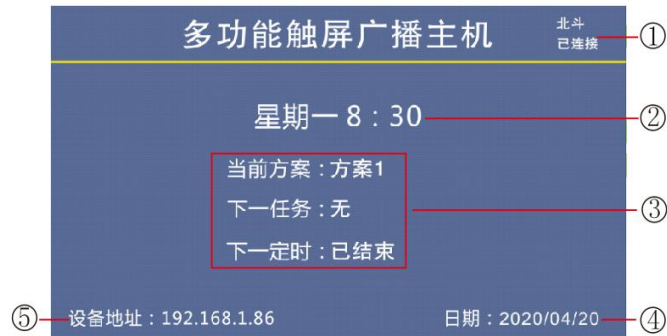 多功能触屏广播主机
北斗
已连接
①
星期一 8：30
②
当前方案：方案1
下一任务：无
下一定时：已结束
③
⑤
设备地址：192.168.1.86
日期：2020/04/20
④